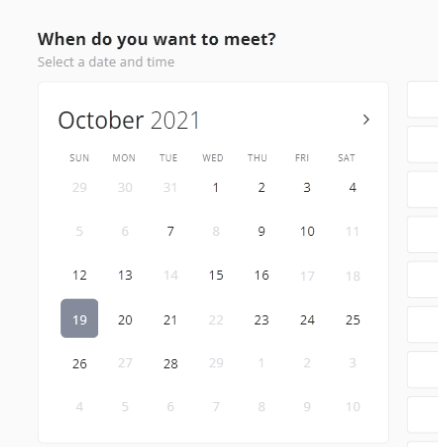 When do you want to meet?
Select a date and time
October 2021
SUN MON TUE WED THU FRI SAT
29 30 31 1 2 3 4
5 6 7 8 9 10 11
12 13 14 15 16 17 18
19 20 21 22 23 24 25
26 27 28 29 1 2 3
4 5 6 7 8 9 10